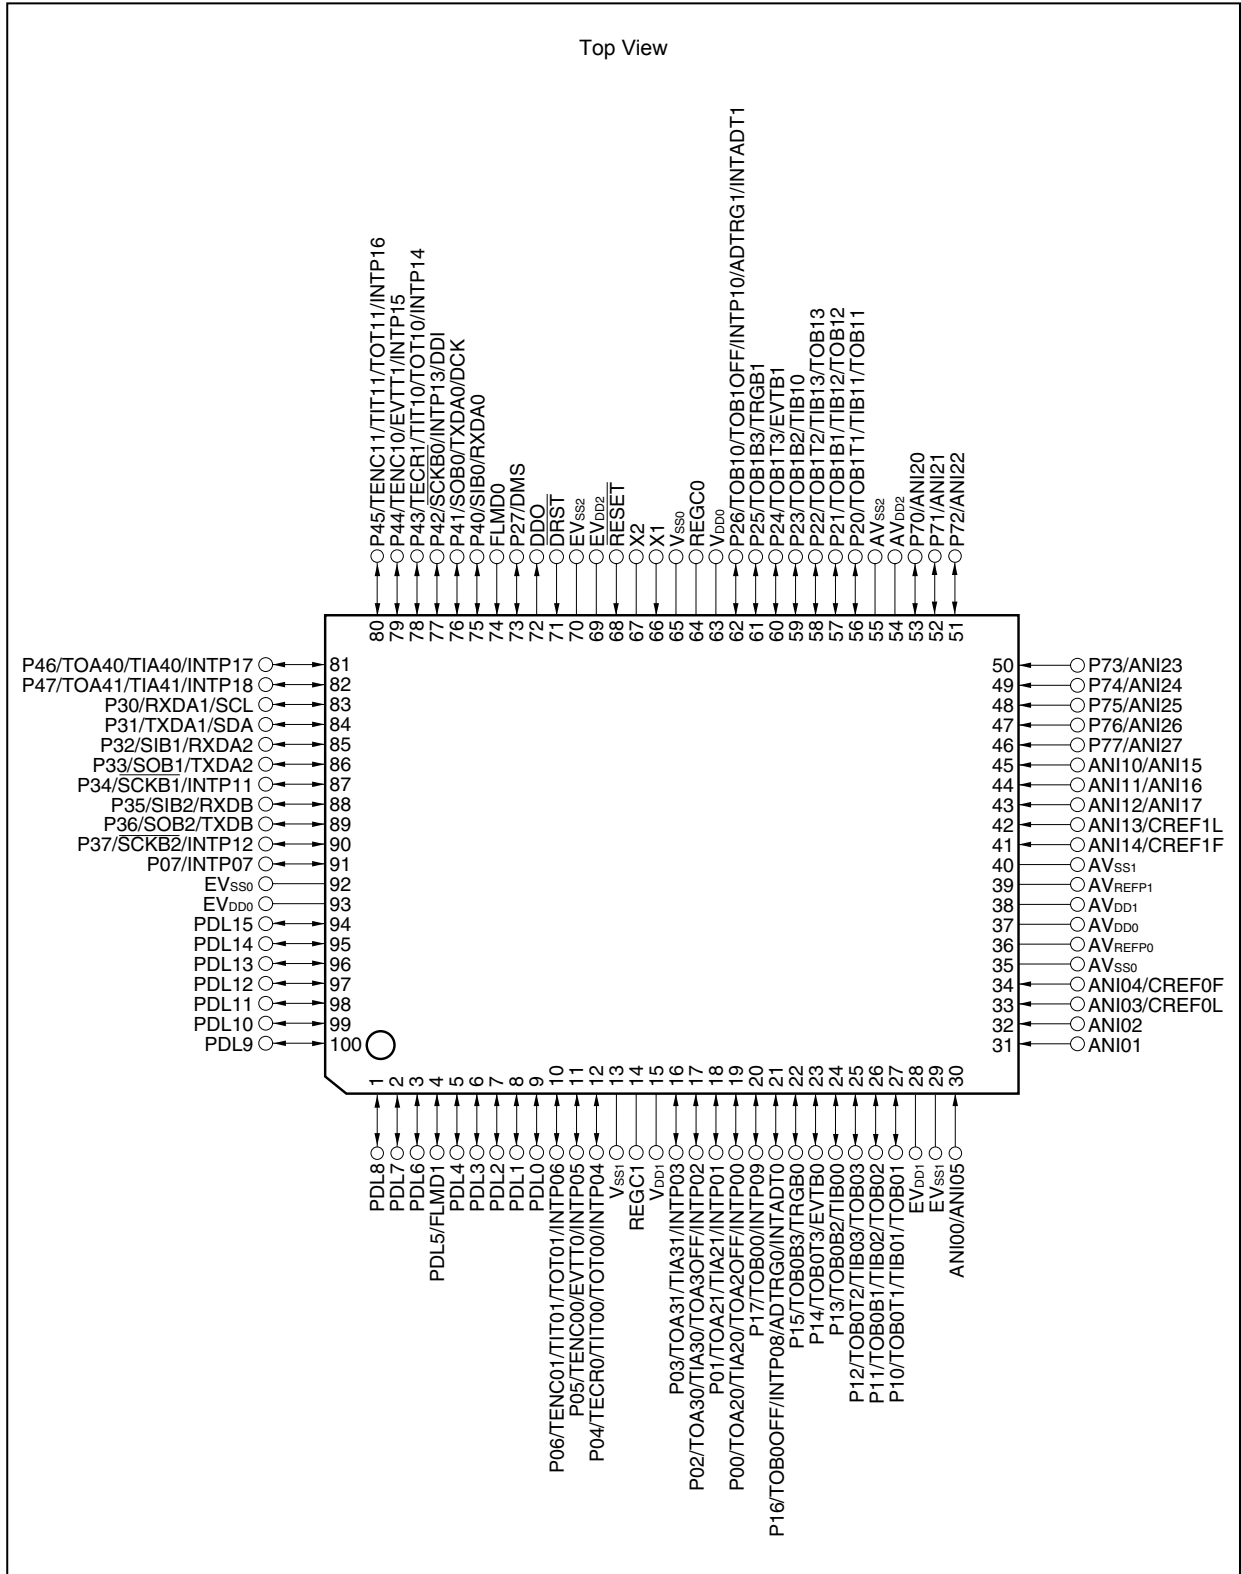 Top View
P45/TENC11/TIT11/TOT11/INTP16
P44/TENC10/EVTT1/INTP15
P43/TECR1/TIT10/TOT10/INTP14
P42/SCKB0/INTP13/DDI
P41/SOB0/TXDA0/DCK
P40/SIB0/RXDA0
FLMD0
P27/DMS
DDO
DRST
EVSS2
EVDD2
RESET
X2
X1
VSS0
REGC0
VDD0
P26/TOB10/TOB1OFF/INTP10/ADTRG1/INTADT1
P25/TOB1B3/TRGB1
P24/TOB1T3/EVTB1
P23/TOB1B2/TIB10
P22/TOB1T2/TIB13/TOB13
P21/TOB1B1/TIB12/TOB12
P20/TOB1T1/TIB11/TOB11
AVSS2
AVDD2
P70/ANI20
P71/ANI21
P72/ANI22
80 79 78 77 76 75 74 73 72 71 70 69 68 67 66 65 64 63 62 61 60 59 58 57 56 55 54 53 52 51
P46/TOA40/TIA40/INTP17 81
P47/TOA41/TIA41/INTP18 82
P30/RXDA1/SCL 83
P31/TXDA1/SDA 84
P32/SIB1/RXDA2 85
P33/SOB1/TXDA2 86
P34/SCKB1/INTP11 87
P35/SIB2/RXDB 88
P36/SOB2/TXDB 89
P37/SCKB2/INTP12 90
P07/INTP07 91
EVSS0 92
EVDD0 93
PDL15 94
PDL14 95
PDL13 96
PDL12 97
PDL11 98
PDL10 99
PDL9 100
50 P73/ANI23
49 P74/ANI24
48 P75/ANI25
47 P76/ANI26
46 P77/ANI27
45 ANI10/ANI15
44 ANI11/ANI16
43 ANI12/ANI17
42 ANI13/CREF1L
41 ANI14/CREF1F
40 AVSS1
39 AVREFP1
38 AVDD1
37 AVDD0
36 AVREFP0
35 AVSS0
34 ANI04/CREF0F
33 ANI03/CREF0L
32 ANI02
31 ANI01
1 2 3 4 5 6 7 8 9 10 11 12 13 14 15 16 17 18 19 20 21 22 23 24 25 26 27 28 29 30
PDL8
PDL7
PDL6
PDL5/FLMD1
PDL4
PDL3
PDL2
PDL1
PDL0
P06/TENC01/TIT01/TOT01/INTP06
P05/TENC00/EVTT0/INTP05
P04/TECR0/TIT00/TOT00/INTP04
VSS1
REGC1
VDD1
P03/TOA31/TIA31/INTP03
P02/TOA30/TIA30/TOA3OFF/INTP02
P01/TOA21/TIA21/INTP01
P00/TOA20/TIA20/TOA2OFF/INTP00
P17/TOB00/INTP09
P16/TOB0OFF/INTP08/ADTRG0/INTADT0
P15/TOB0B3/TRGB0
P14/TOB0T3/EVTB0
P13/TOB0B2/TIB00
P12/TOB0T2/TIB03/TOB03
P11/TOB0B1/TIB02/TOB02
P10/TOB0T1/TIB01/TOB01
EVDD1
EVSS1
ANI00/ANI05